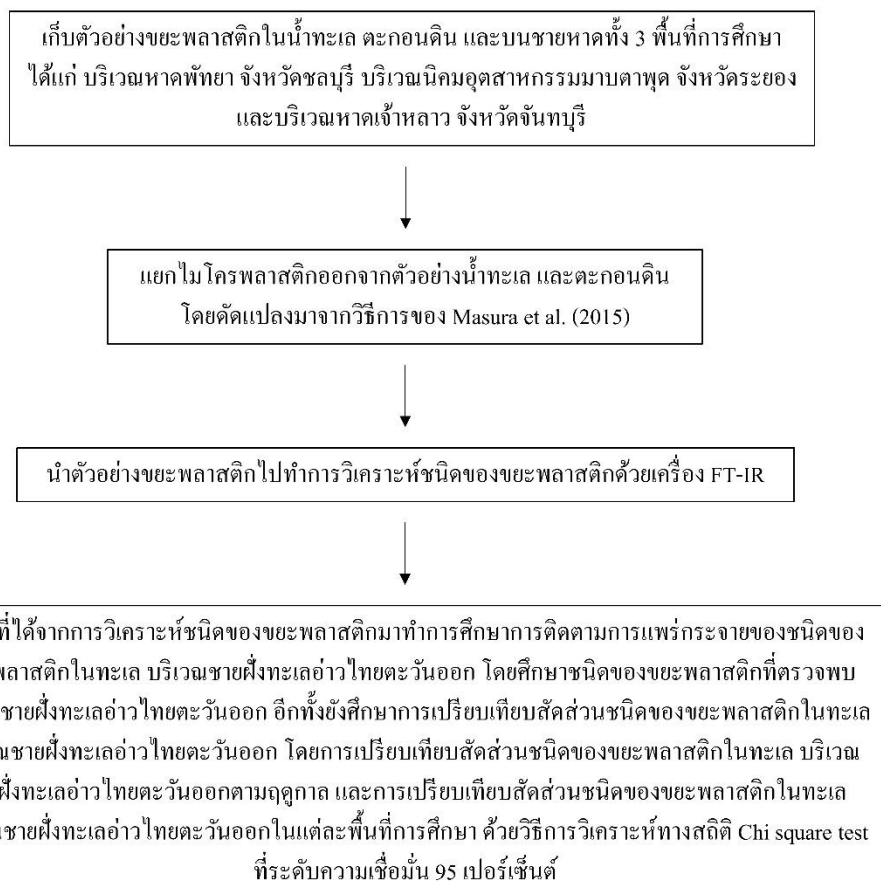 เก็บตัวอย่างขยะพลาสติกในน้ำทะเล ตะกอนดิน และบนชายหาดทั้ง 3 พื้นที่การศึกษา
ได้แก่ บริเวณหาดพัทยา จังหวัดชลบุรี บริเวณนิคมอุตสาหกรรมมาบตาพุด จังหวัดระยอง
และบริเวณหาดเจ้าหลาว จังหวัดจันทบุรี
แยกไมโครพลาสติกออกจากตัวอย่างน้ำทะเล และตะกอนดิน
โดยดัดแปลงมาจากวิธีการของ Masura et al. (2015)
นำตัวอย่างขยะพลาสติกไปทำการวิเคราะห์ชนิดของขยะพลาสติกด้วยเครื่อง FT-IR
ที่ได้จากการวิเคราะห์ชนิดของขยะพลาสติกมาทำการศึกษาการติดตามการแพร่กระจายของชนิดของ
พลาสติกในทะเล บริเวณชายฝั่งทะเลอ่าวไทยตะวันออก โดยศึกษาชนิดของขยะพลาสติกที่ตรวจพบ
ชายฝั่งทะเลอ่าวไทยตะวันออก อีกทั้งยังศึกษาการเปรียบเทียบสัดส่วนชนิดของขยะพลาสติกในทะเล
ณชายฝั่งทะเลอ่าวไทยตะวันออก โดยการเปรียบเทียบสัดส่วนชนิดของขยะพลาสติกในทะเล บริเวณ
ฝั่งทะเลอ่าวไทยตะวันออกตามฤดูกาล และการเปรียบเทียบสัดส่วนชนิดของขยะพลาสติกในทะเล
ชายฝั่งทะเลอ่าวไทยตะวันออกในแต่ละพื้นที่การศึกษา ด้วยวิธีการวิเคราะห์ทางสถิติ Chi square test
ที่ระดับความเชื่อมั่น 95 เปอร์เซ็นต์